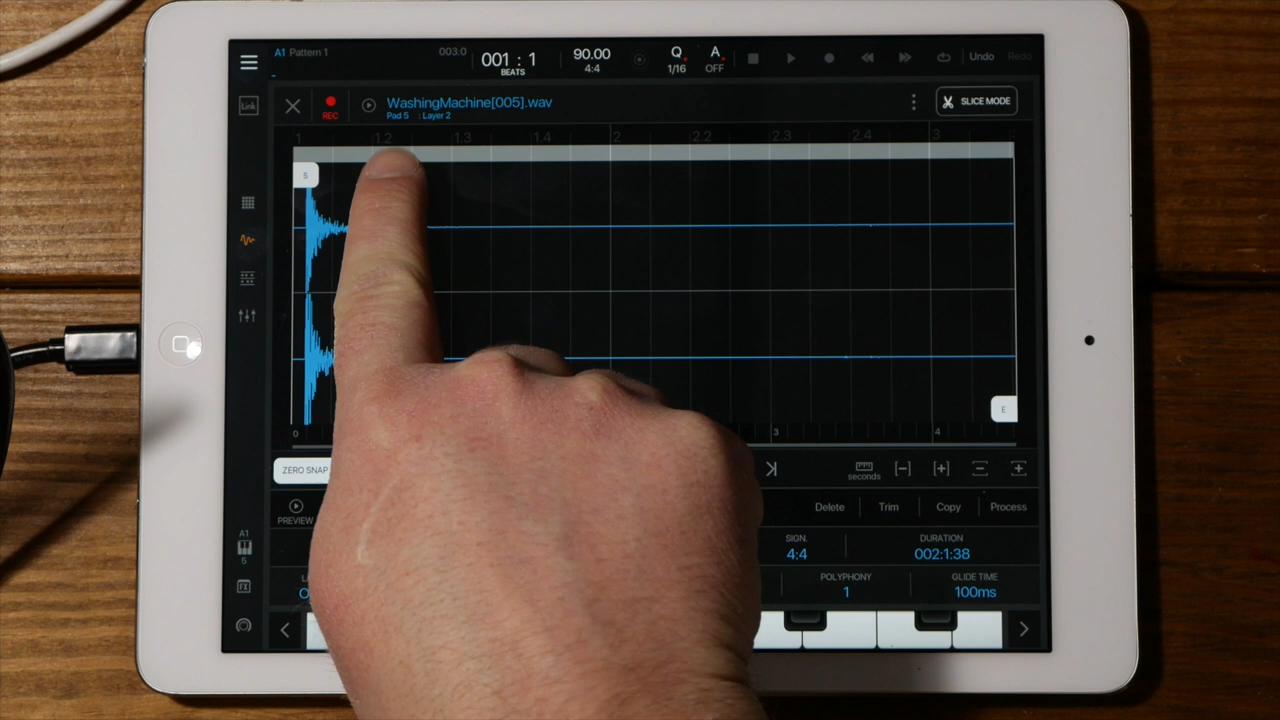 A1 Pattern 1
003:0
001 : 1
BEATS
90.00
4:4
Q
1/16
A
OFF
Undo
Redo
Link
REC
WashingMachine[005].wav
Pad 5 : Layer 2
SLICE MODE
1 1.2 1.3 1.4 2 2.2 2.3 2.4 3
S
E
0 3 4
ZERO SNAP
seconds
PREVIEW
Delete Trim Copy Process
SIGN.
4:4
DURATION
002:1:38
POLYPHONY
1
GLIDE TIME
100ms
A1
5
FX